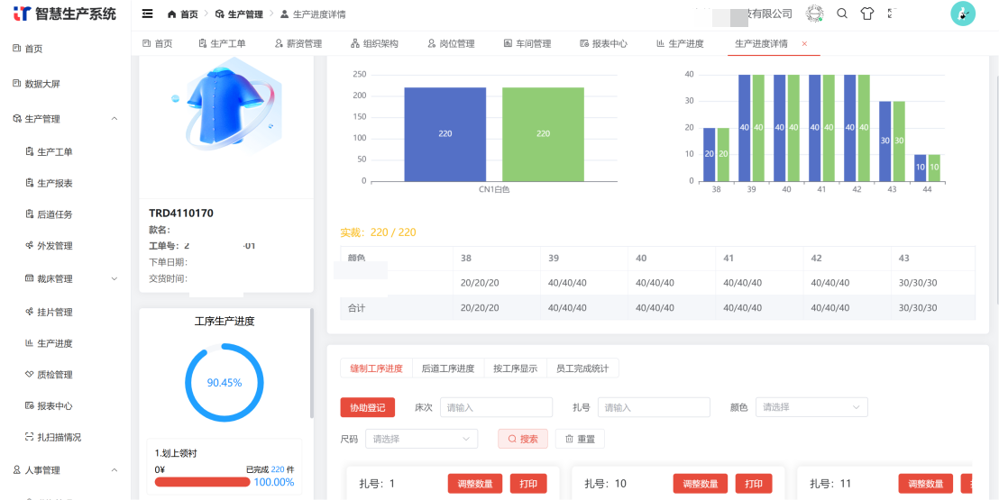 智慧生产系统
首页
数据大屏
生产管理
生产工单
生产报表
后道任务
外发管理
裁床管理
挂片管理
生产进度
质检管理
报表中心
扎扫描情况
人事管理
首页 生产管理 生产进度详情
有限公司
首页 生产工单 薪资管理 组织架构 岗位管理 车间管理 报表中心 生产进度 生产进度详情 ×
TRD4110170
款名:
工单号: 2 -01
下单日期:
交货时间:
工序生产进度
90.45%
1.划上领衬
0¥ 已完成 220 件
100.00%
250
200
150
100
50
0
220 220
CN1白色
40
30
20
10
0
20 20 40 40 40 40 40 40 40 40 30 30 10 10
38 39 40 41 42 43 44
实裁: 220 / 220
颜色 38 39 40 41 42 43
20/20/20 40/40/40 40/40/40 40/40/40 40/40/40 30/30/30
合计 20/20/20 40/40/40 40/40/40 40/40/40 40/40/40 30/30/30
缝制工序进度 后道工序进度 按工序显示 员工完成统计
协助登记 床次 请输入 扎号 请输入 颜色 请选择
尺码 请选择 搜索 重置
扎号: 1 调整数量 打印 扎号: 10 调整数量 打印 扎号: 11 调整数量